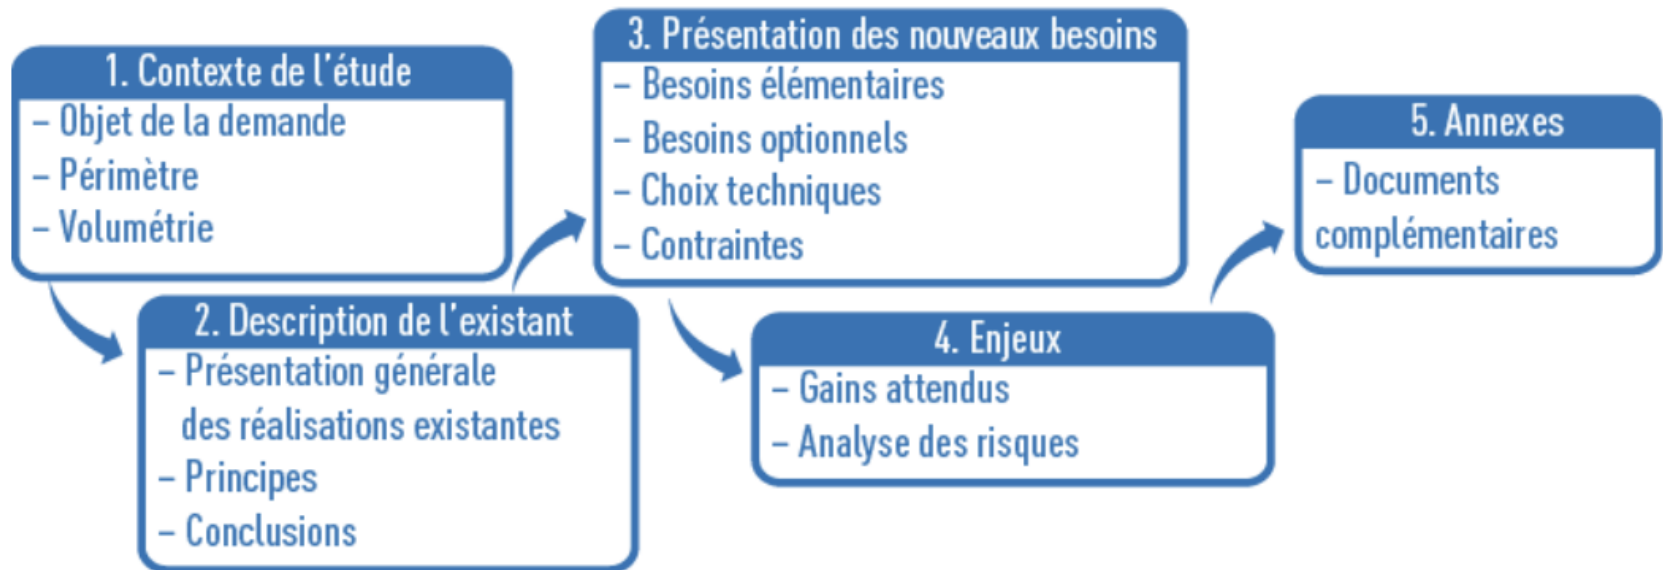 1. Contexte de l'étude
– Objet de la demande
– Périmètre
– Volumétrie
2. Description de l'existant
– Présentation générale
des réalisations existantes
– Principes
– Conclusions
3. Présentation des nouveaux besoins
– Besoins élémentaires
– Besoins optionnels
– Choix techniques
– Contraintes
4. Enjeux
– Gains attendus
– Analyse des risques
5. Annexes
– Documents
complémentaires